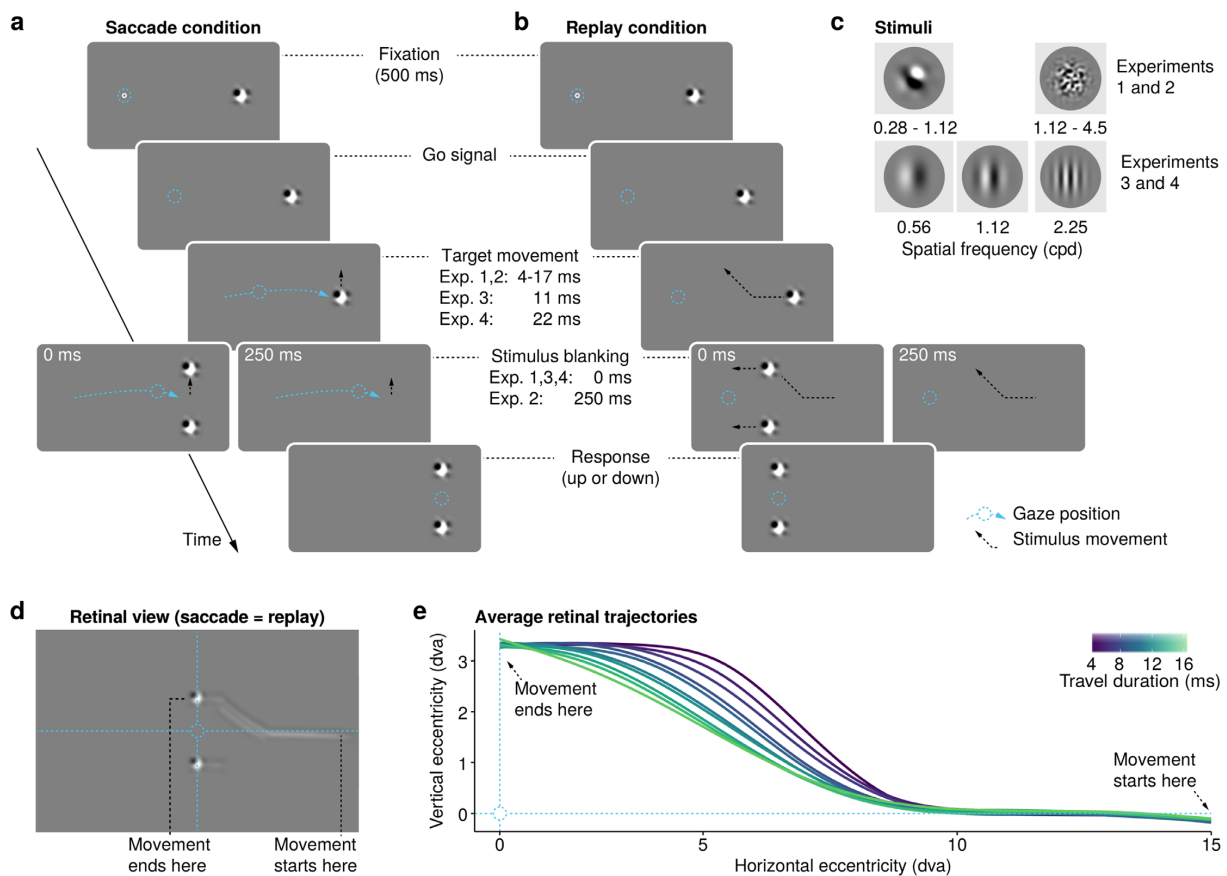 a
Saccade condition
b
Replay condition
c
Stimuli
Fixation
(500 ms)
Go signal
Target movement
Exp. 1,2: 4-17 ms
Exp. 3: 11 ms
Exp. 4: 22 ms
0 ms
250 ms
Stimulus blanking
Exp. 1,3,4: 0 ms
Exp. 2: 250 ms
0 ms
250 ms
Response
(up or down)
Time
Experiments
1 and 2
0.28 - 1.12
1.12 - 4.5
Experiments
3 and 4
0.56
1.12
2.25
Spatial frequency (cpd)
Gaze position
Stimulus movement
d
Retinal view (saccade = replay)
Movement
ends here
Movement
starts here
e
Average retinal trajectories
Vertical eccentricity (dva)
3
2
1
0
Movement
ends here
4 8 12 16
Travel duration (ms)
Movement
starts here
0
5
10
15
Horizontal eccentricity (dva)